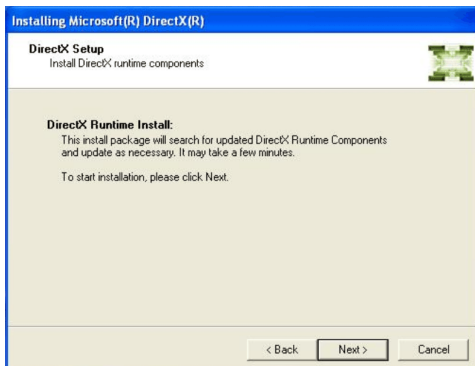 Installing Microsoft(R) DirectX(R)
DirectX Setup
Install DirectX runtime components
DirectX Runtime Install:
This install package will search for updated DirectX Runtime Components
and update as necessary. It may take a few minutes.
To start installation, please click Next.
< Back
Next >
Cancel